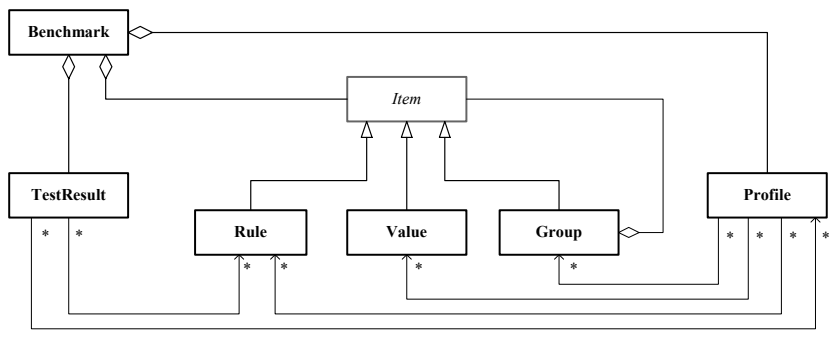 Benchmark
Item
TestResult
Profile
Rule
Value
Group
* *
* * * *
* * * *